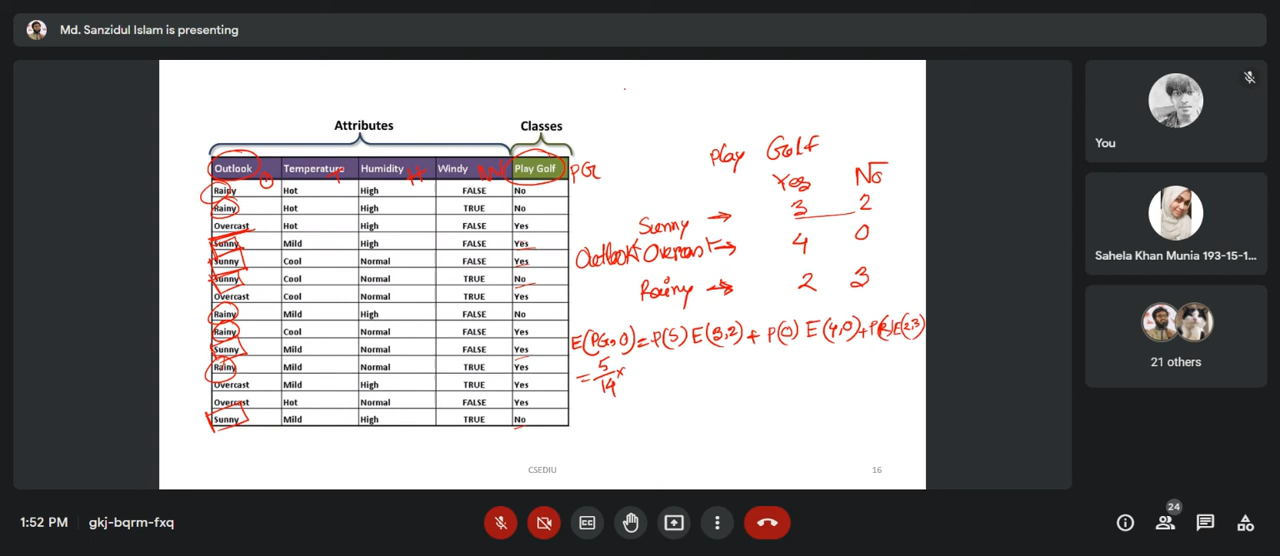 Md. Sanzidul Islam is presenting
Attributes Classes
Outlook Temperature Humidity Windy Play Golf
O T H W PG
Rainy Hot High FALSE No
Rainy Hot High TRUE No
Overcast Hot High FALSE Yes
Sunny Mild High FALSE Yes
Sunny Cool Normal FALSE Yes
Sunny Cool Normal TRUE No
Overcast Cool Normal TRUE Yes
Rainy Mild High FALSE No
Rainy Cool Normal FALSE Yes
Sunny Mild Normal FALSE Yes
Rainy Mild Normal TRUE Yes
Overcast Mild High TRUE Yes
Overcast Hot Normal FALSE Yes
Sunny Mild High TRUE No
Play Golf
Yes No
Sunny → 3 2
Outlook Overcast → 4 0
Rainy → 2 3
E(PG, O) = P(S) E(3,2) + P(O) E(4,0) + P(R) E(2,3)
= 5/14 ×
CSEDIU 16
You
Sahela Khan Munia 193-15-1...
21 others
1:52 PM gkj-bqrm-fxq
24